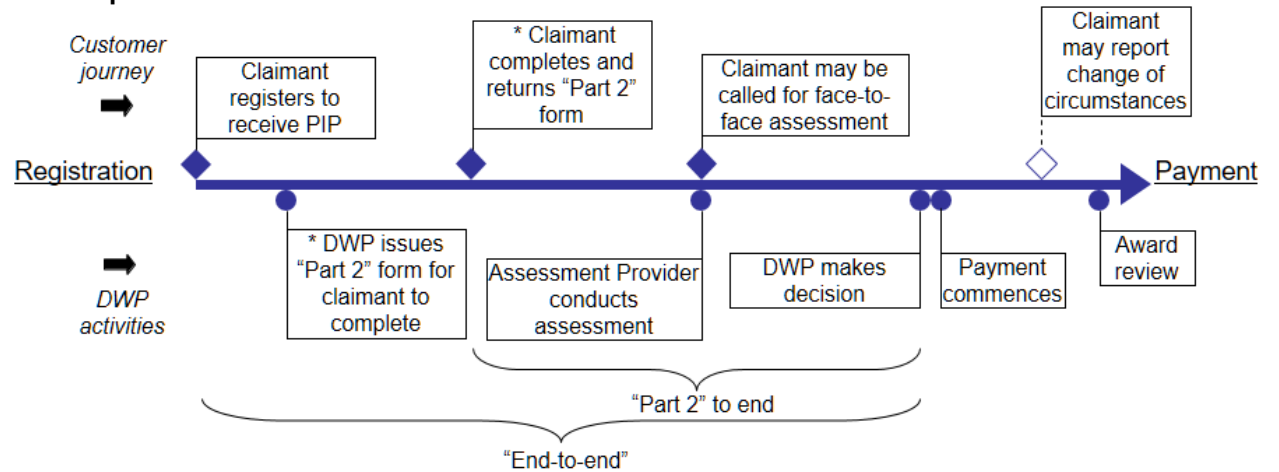 Customer
journey
Claimant
registers to
receive PIP
* Claimant
completes and
returns “Part 2”
form
Claimant may be
called for face-to-
face assessment
Claimant
may report
change of
circumstances
Registration
Payment
DWP
activities
* DWP issues
“Part 2” form for
claimant to
complete
Assessment Provider
conducts
assessment
DWP makes
decision
Payment
commences
Award
review
“Part 2” to end
“End-to-end”